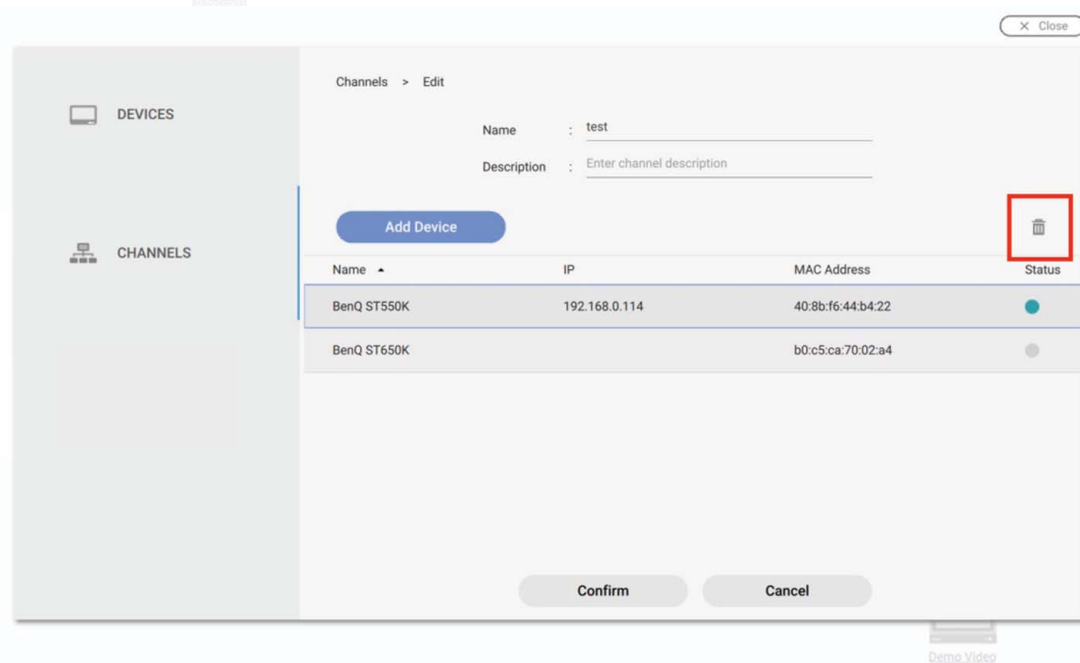 × Close
Channels > Edit
DEVICES
Name : test
Description : Enter channel description
Add Device
CHANNELS
Name IP MAC Address Status
BenQ ST550K 192.168.0.114 40:8b:f6:44:b4:22
BenQ ST650K b0:c5:ca:70:02:a4
Confirm Cancel
Demo Video